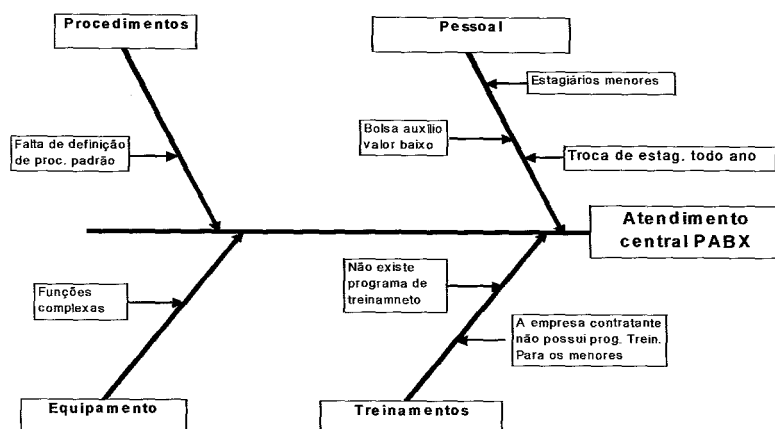 Procedimentos
Pessoal
Estagiários menores
Bolsa auxílio
valor baixo
Falta de definição
de proc. padrão
Troca de estag. todo ano
Atendimento
central PABX
Não existe
programa de
treinamneto
Funções
complexas
A empresa contratante
não possui prog. Trein.
Para os menores
Equipamento
Treinamentos